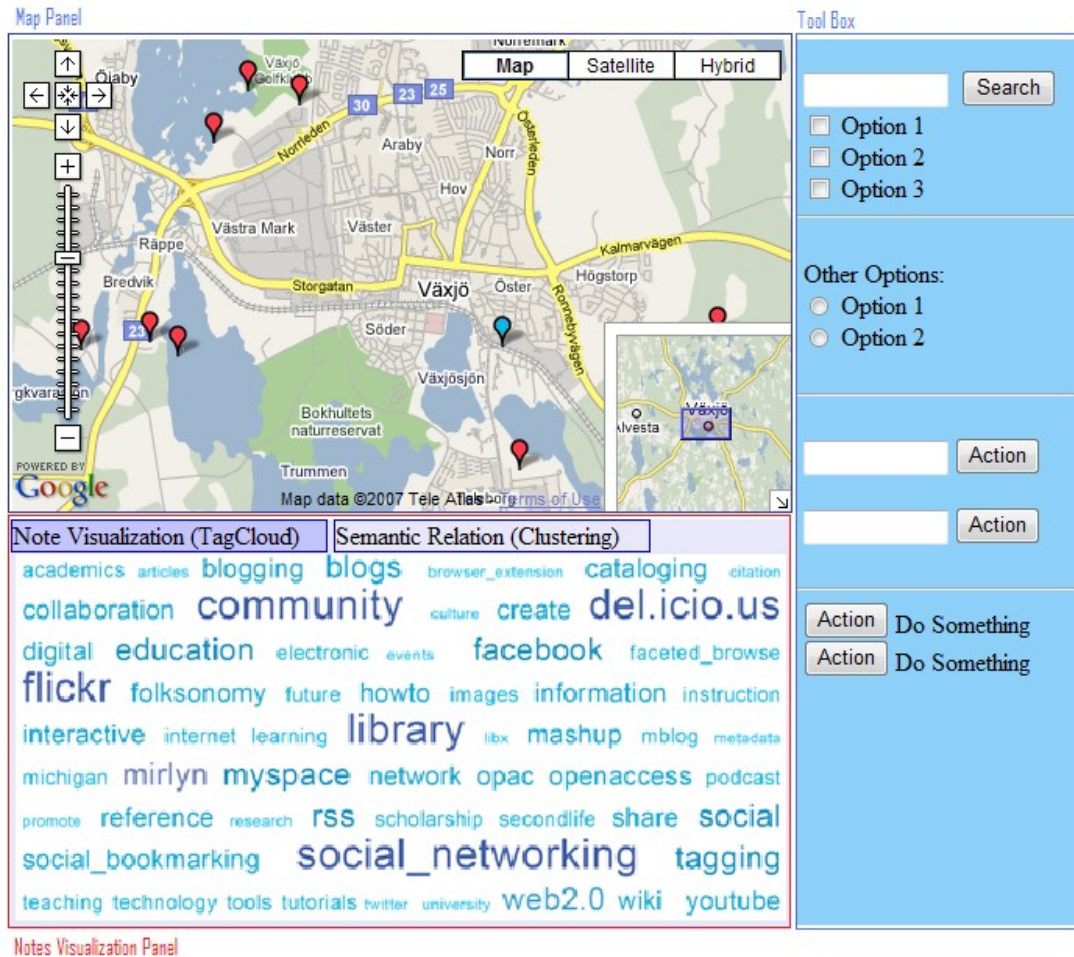 Map Panel
Tool Box
Norremark
Map Satellite Hybrid
Öjaby
Växjö
Golfklubb
30 23 25
Norrleden
Österleden
Araby
Norr
Hov
Västra Mark
Väster
Räppe
Kalmarvägen
Bredvik
Storgatan
Växjö
Öster
Högstorp
23
Söder
Ronnebyvägen
Växjösjön
Växjö
Alvesta
Bokhultets
naturreservat
Trummen
POWERED BY
Google
Map data ©2007 Tele Atlas - Terms of Use
Search
Option 1
Option 2
Option 3
Other Options:
Option 1
Option 2
Action
Action
Action Do Something
Action Do Something
Note Visualization (TagCloud) Semantic Relation (Clustering)
academics articles blogging blogs browser_extension cataloging citation
collaboration community culture create del.icio.us
digital education electronic events facebook faceted_browse
flickr folksonomy future howto images information instruction
interactive internet learning library libx mashup mblog metadata
michigan mirlyn myspace network opac openaccess podcast
promote reference research rss scholarship secondlife share social
social_bookmarking social_networking tagging
teaching technology tools tutorials twitter university web2.0 wiki youtube
Notes Visualization Panel